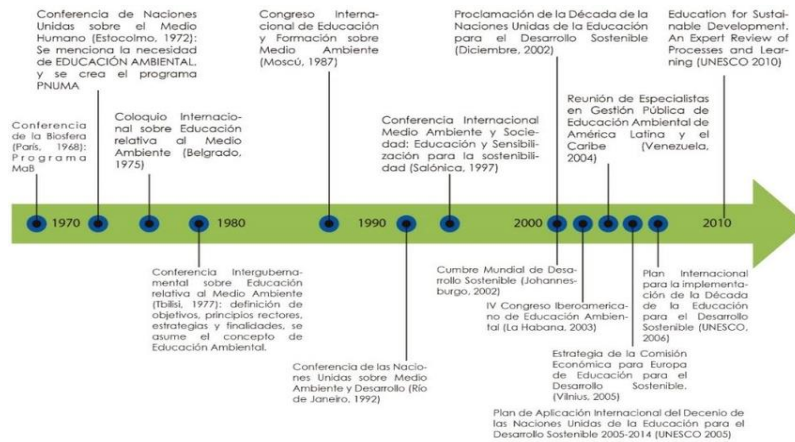 Conferencia de Naciones
Unidas sobre el Medio
Humano (Estocolmo, 1972):
Se menciona la necesidad
de EDUCACIÓN AMBIENTAL,
y se crea el programa
PNUMA
Congreso Interna-
cional de Educación
y Formación sobre
Medio Ambiente
(Moscú, 1987)
Proclamación de la Década de la
Naciones Unidas de la Educación
para el Desarrollo Sostenible
(Diciembre, 2002)
Education for Sustai-
nable Development:
An Expert Review of
Processes and Lear-
ning (UNESCO 2010)
Conferencia
de la Biosfera
(París, 1968):
Programa
MaB
Coloquio Internacio-
nal sobre Educación
relativa al Medio
Ambiente (Belgrado,
1975)
Conferencia Internacional
Medio Ambiente y Socie-
dad: Educación y Sensibi-
lización para la sostenibili-
dad (Salónica, 1997)
Reunión de Especialistas
en Gestión Pública de
Educación Ambiental de
América Latina y el
Caribe (Venezuela,
2004)
1970
1980
1990
2000
2010
Conferencia Interguberna-
mental sobre Educación
relativa al Medio Ambiente
(Tbilisi, 1977): definición de
objetivos, principios rectores,
estrategias y finalidades, se
asume el concepto de
Educación Ambiental.
Conferencia de las Nacio-
nes Unidas sobre Medio
Ambiente y Desarrollo (Río
de Janeiro, 1992)
Cumbre Mundial de Desa-
rrollo Sostenible (Johannes-
burgo, 2002)
IV Congreso Iberoamerica-
no de Educación Ambien-
tal (La Habana, 2003)
Plan Internacional
para la implementa-
ción de la Década
de la Educación
para el Desarrollo
Sostenible (UNESCO,
2006)
Estrategia de la Comisión
Económica para Europa
de Educación para el
Desarrollo Sostenible.
(Vilnius, 2005)
Plan de Aplicación Internacional del Decenio de
las Naciones Unidas de la Educación para el
Desarrollo Sostenible 2005-2014 (UNESCO 2005)